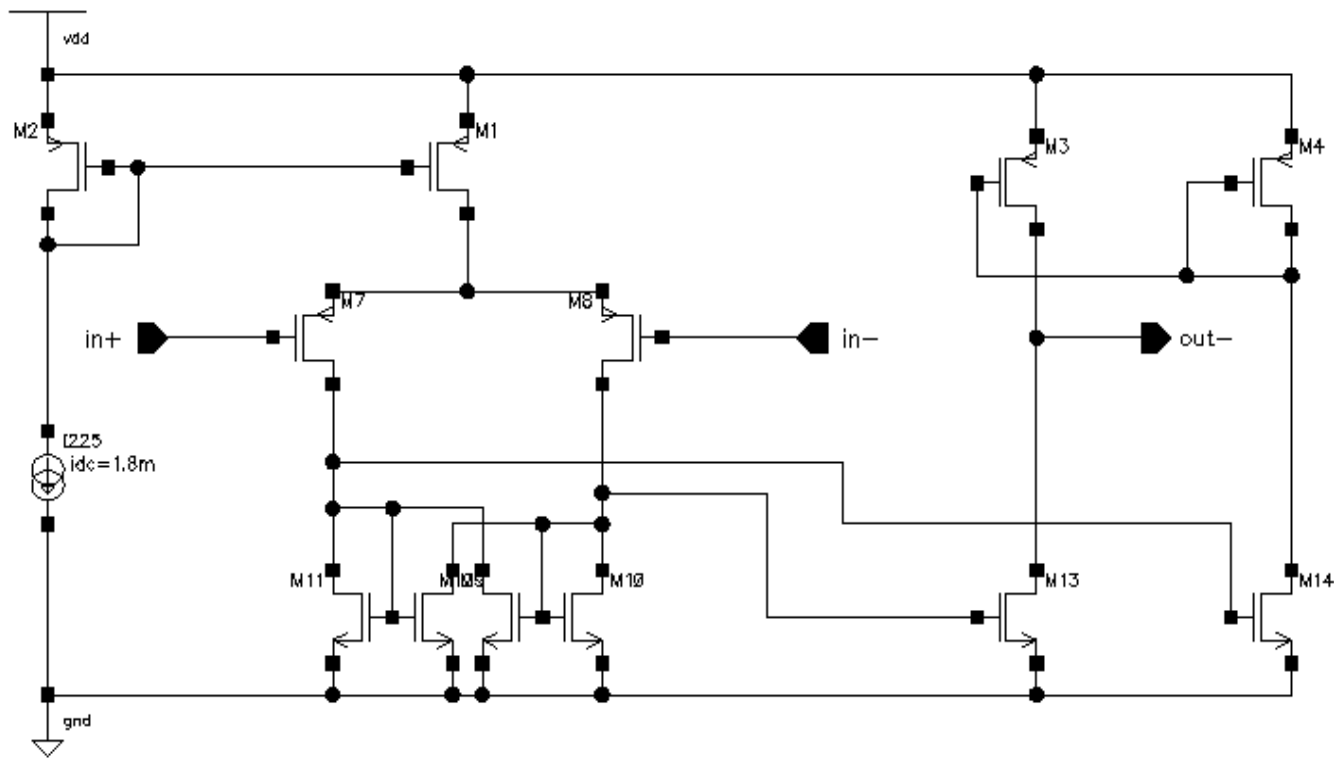 vdd
M2
M1
M3
M4
M7
M8
in+
in-
out-
I225
idc=1.8m
M11
M10
M13
M14
gnd